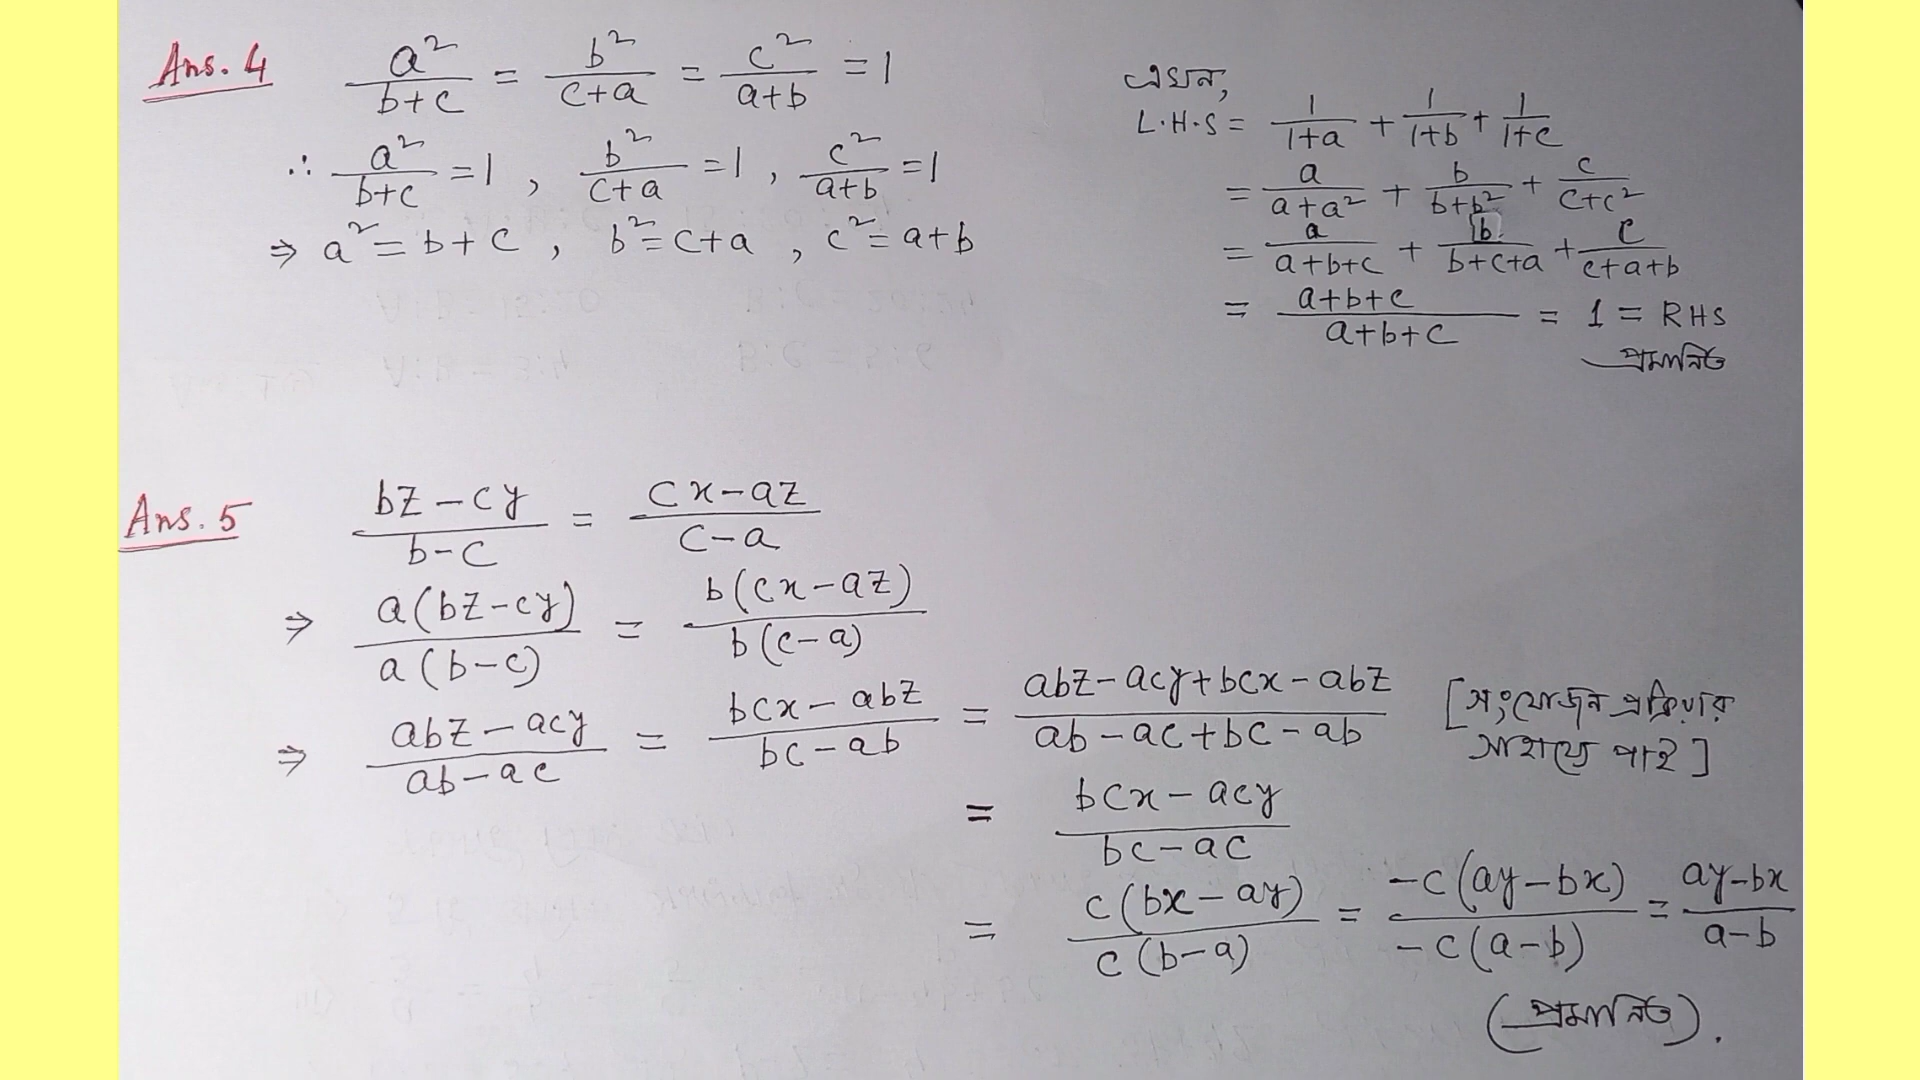 Ans. 4 a²/(b+c) = b²/(c+a) = c²/(a+b) = 1
∴ a²/(b+c) = 1 , b²/(c+a) = 1 , c²/(a+b) = 1
⇒ a² = b+c , b² = c+a , c² = a+b
এখন,
L.H.S = 1/(1+a) + 1/(1+b) + 1/(1+c)
= a/(a+a²) + b/(b+b²) + c/(c+c²)
= a/(a+b+c) + b/(b+c+a) + c/(c+a+b)
= (a+b+c)/(a+b+c) = 1 = RHS
প্রমানিত
Ans. 5 (bz-cy)/(b-c) = (cx-az)/(c-a)
⇒ a(bz-cy)/a(b-c) = b(cx-az)/b(c-a)
⇒ (abz-acy)/(ab-ac) = (bcx-abz)/(bc-ab) = (abz-acy+bcx-abz)/(ab-ac+bc-ab) [সংযোজন প্রক্রিয়ার
সাহায্যে পাই]
= (bcx-acy)/(bc-ac)
= c(bx-ay)/c(b-a) = -c(ay-bx)/-c(a-b) = (ay-bx)/(a-b)
(প্রমানিত).